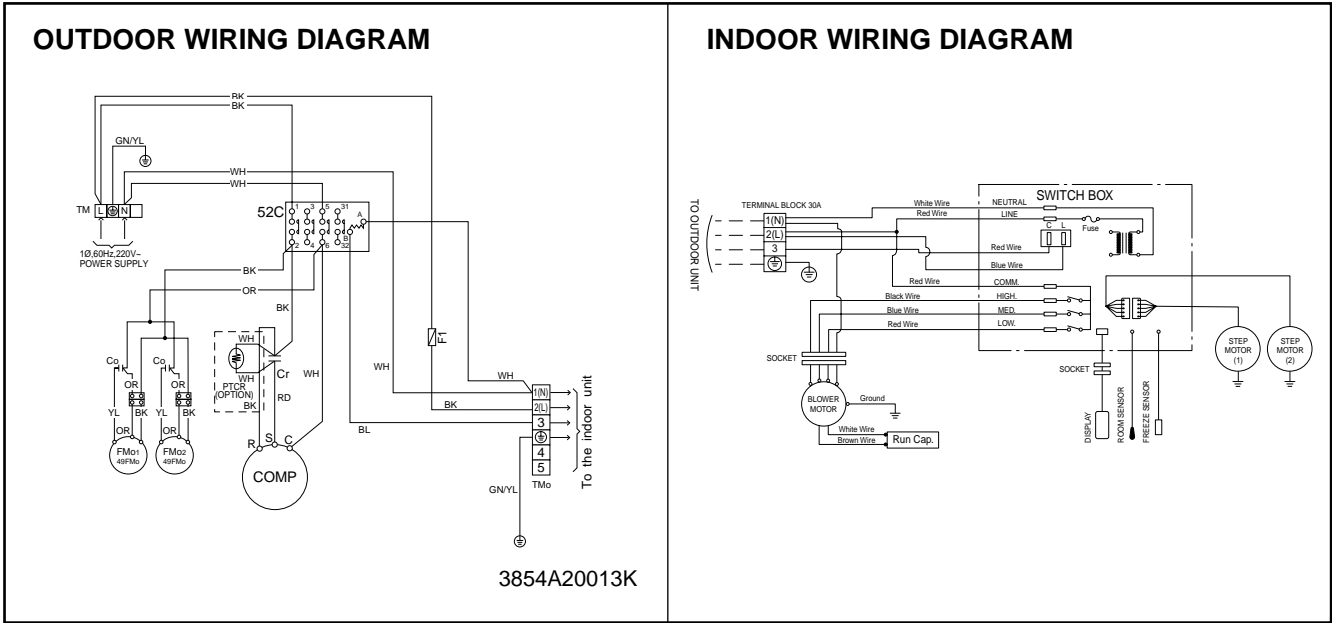 OUTDOOR WIRING DIAGRAM
BK
BK
GN/YL
WH
WH
TM L N
1Ø,60Hz,220V~
POWER SUPPLY
52C
1 3 5 31
A
B
2 4 6 32
BK
OR
BK
WH
WH
PTCR
(OPTION)
BK
Cr
RD
WH
WH
F1
WH
BK
BL
Co
Co
OR
OR
YL BK YL BK
OR
OR
FMo1
49FMo
FMo2
49FMo
R S C
COMP
1(N)
2(L)
3
4
5
TMo
To the indoor unit
GN/YL
3854A20013K
INDOOR WIRING DIAGRAM
TO OUTDOOR UNIT
TERMINAL BLOCK 30A
1(N)
2(L)
3
SWITCH BOX
White Wire NEUTRAL
Red Wire LINE
C L
Fuse
Red Wire
Blue Wire
Red Wire COMM.
Black Wire HIGH.
Blue Wire MED.
Red Wire LOW.
SOCKET
BLOWER
MOTOR
Ground
White Wire
Brown Wire
Run Cap.
SOCKET
DISPLAY
ROOM SENSOR
FREEZE SENSOR
STEP
MOTOR
(1)
STEP
MOTOR
(2)